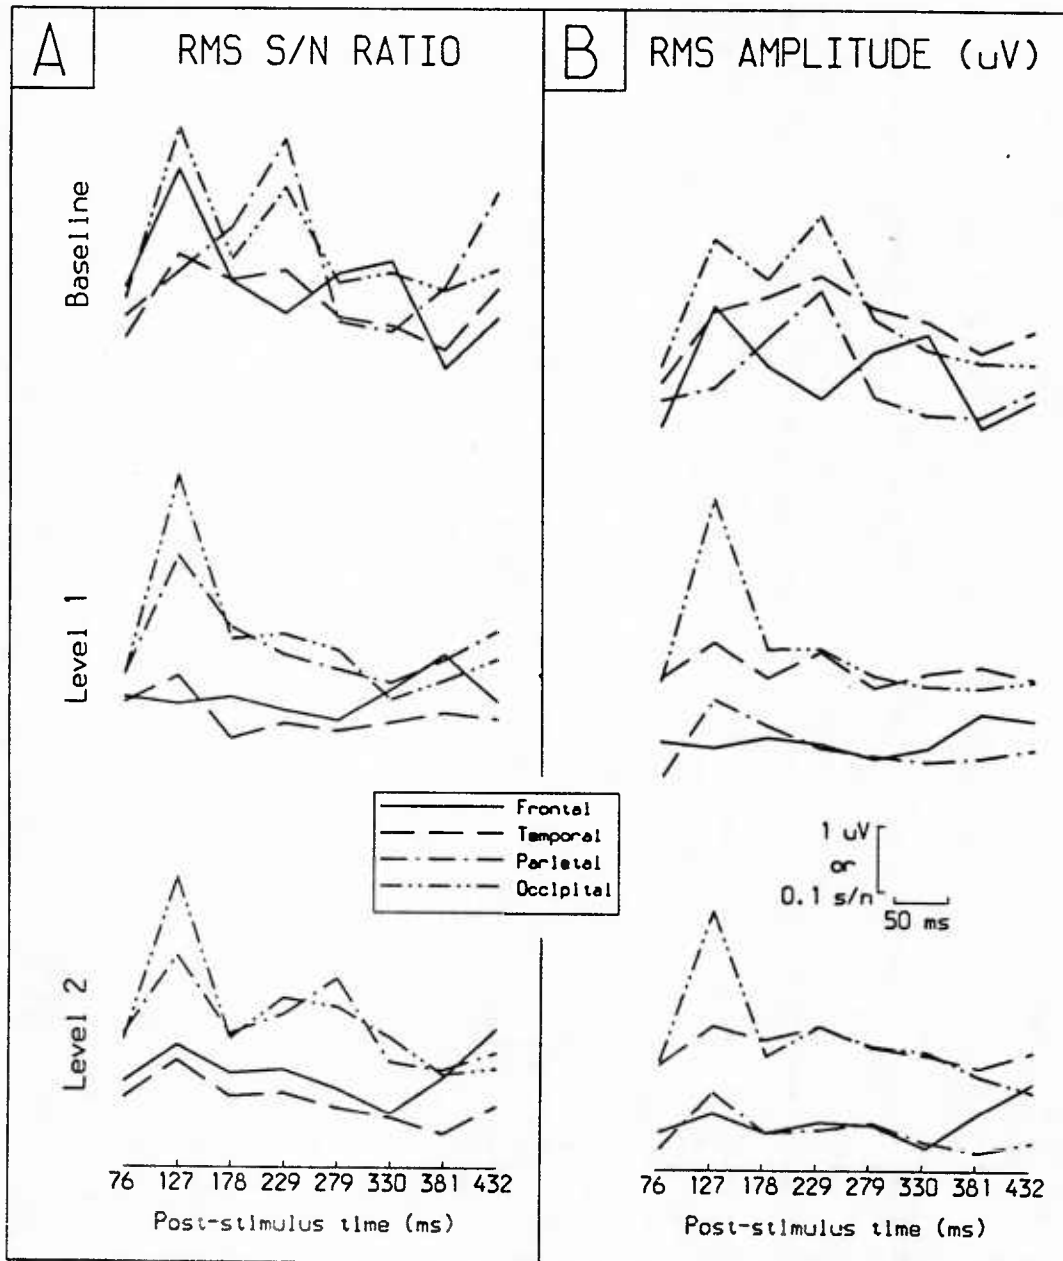 A
RMS S/N RATIO
B
RMS AMPLITUDE (uV)
Baseline
Level 1
Level 2
Frontal
Temporal
Parietal
Occipital
1 uV
or
0.1 s/n
50 ms
76 127 178 229 279 330 381 432
Post-stimulus time (ms)
76 127 178 229 279 330 381 432
Post-stimulus time (ms)